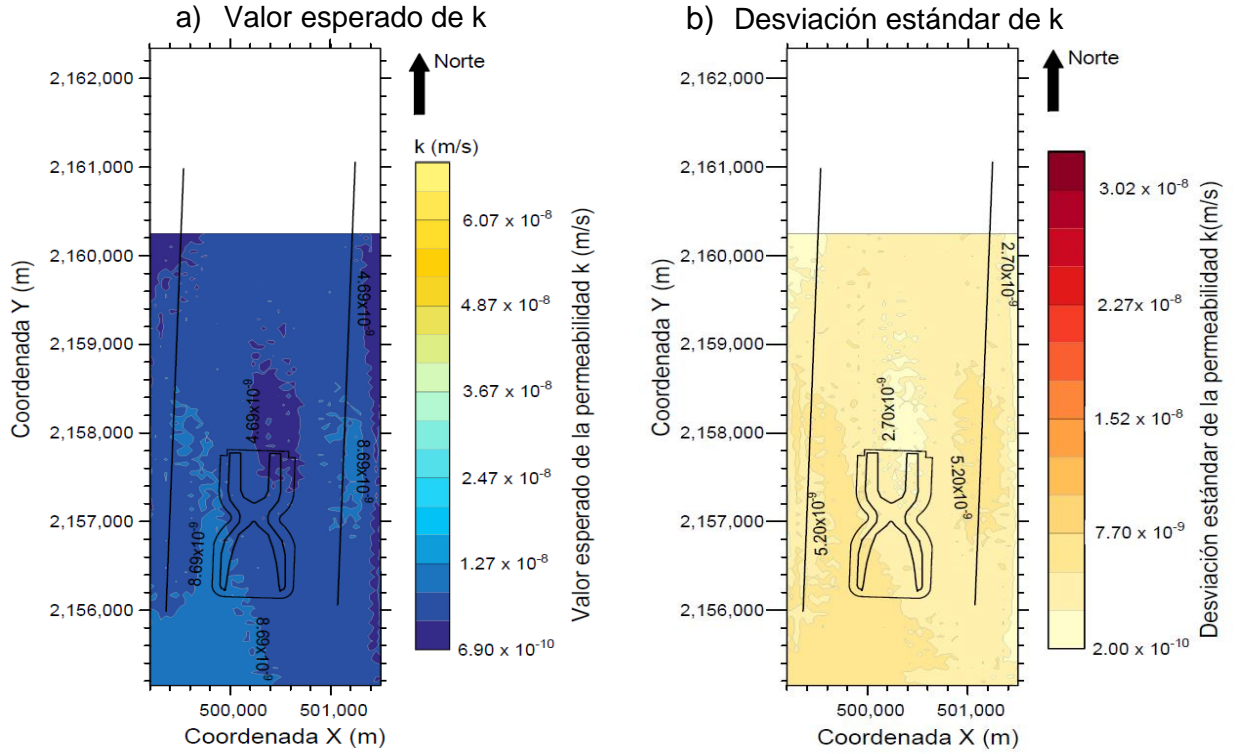 a) Valor esperado de k
Norte
2,162,000
2,161,000
2,160,000
2,159,000
2,158,000
2,157,000
2,156,000
Coordenada Y (m)
4.69x10-9
4.69x10-9
8.69x10-9
8.69x10-9
8.69x10-9
500,000
501,000
Coordenada X (m)
k (m/s)
6.07 x 10-8
4.87 x 10-8
3.67 x 10-8
2.47 x 10-8
1.27 x 10-8
6.90 x 10-10
Valor esperado de la permeabilidad k (m/s)
b) Desviación estándar de k
Norte
2,162,000
2,161,000
2,160,000
2,159,000
2,158,000
2,157,000
2,156,000
Coordenada Y (m)
2.70x10-9
2.70x10-9
5.20x10-9
5.20x10-9
500,000
501,000
Coordenada X (m)
3.02 x 10-8
2.27x 10-8
1.52 x 10-8
7.70 x 10-9
2.00 x 10-10
Desviación estándar de la permeabilidad k(m/s)